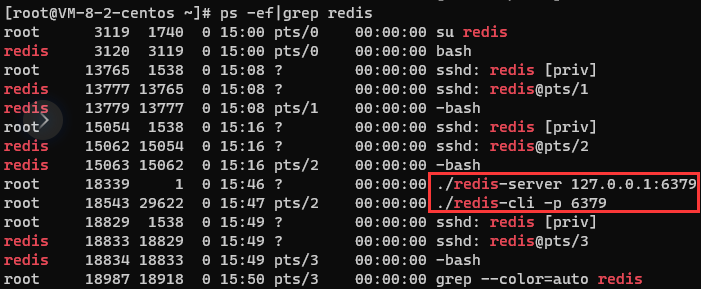 [root@VM-8-2-centos ~]# ps -ef|grep redis
root      3119  1740  0 15:00 pts/0    00:00:00 su redis
redis     3120  3119  0 15:00 pts/0    00:00:00 bash
root     13765  1538  0 15:08 ?        00:00:00 sshd: redis [priv]
redis    13777 13765  0 15:08 ?        00:00:00 sshd: redis@pts/1
redis    13779 13777  0 15:08 pts/1    00:00:00 -bash
root     15054  1538  0 15:16 ?        00:00:00 sshd: redis [priv]
redis    15062 15054  0 15:16 ?        00:00:00 sshd: redis@pts/2
redis    15063 15062  0 15:16 pts/2    00:00:00 -bash
root     18339     1  0 15:46 ?        00:00:00 ./redis-server 127.0.0.1:6379
root     18543 29622  0 15:47 pts/2    00:00:00 ./redis-cli -p 6379
root     18829  1538  0 15:49 ?        00:00:00 sshd: redis [priv]
redis    18833 18829  0 15:49 ?        00:00:00 sshd: redis@pts/3
redis    18834 18833  0 15:49 pts/3    00:00:00 -bash
root     18987 18918  0 15:50 pts/3    00:00:00 grep --color=auto redis